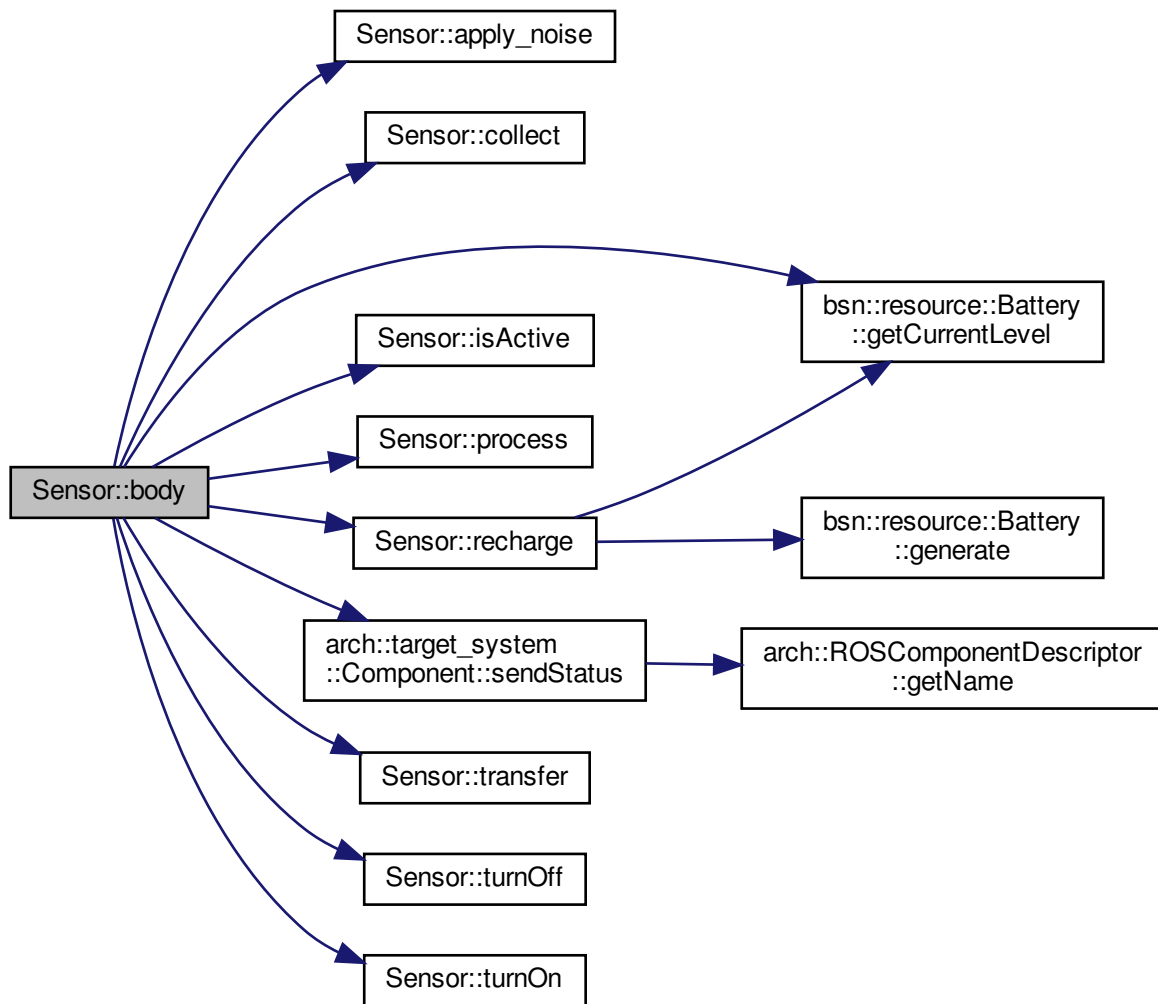 Sensor::apply_noise
Sensor::collect
bsn::resource::Battery
::getCurrentLevel
Sensor::isActive
Sensor::process
Sensor::body
Sensor::recharge
bsn::resource::Battery
::generate
arch::target_system
::Component::sendStatus
arch::ROSComponentDescriptor
::getName
Sensor::transfer
Sensor::turnOff
Sensor::turnOn